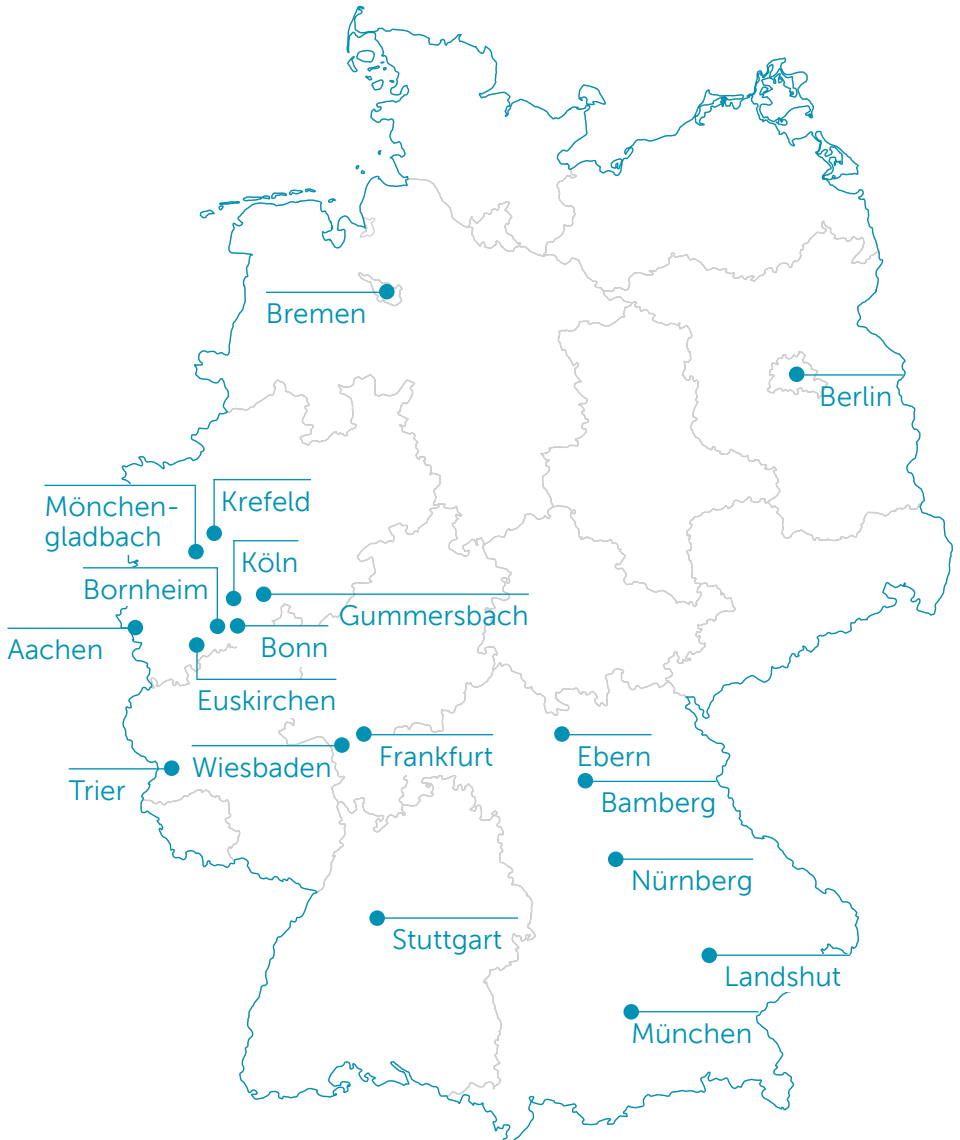 Bremen
Berlin
Krefeld
Mönchen-
gladbach
Köln
Bornheim
Gummersbach
Bonn
Aachen
Euskirchen
Frankfurt
Ebern
Wiesbaden
Trier
Bamberg
Nürnberg
Stuttgart
Landshut
München